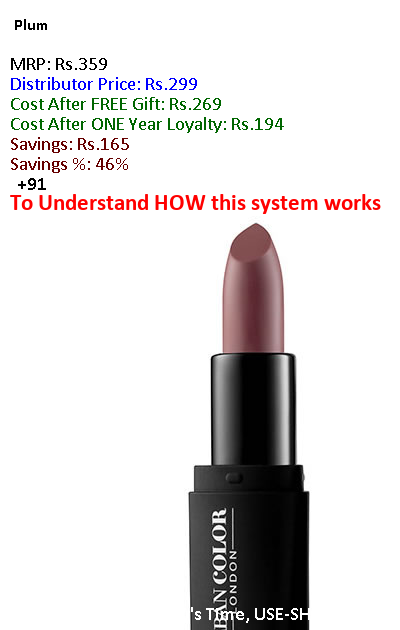 Plum
MRP: Rs.359
Distributor Price: Rs.299
Cost After FREE Gift: Rs.269
Cost After ONE Year Loyalty: Rs.194
Savings: Rs.165
Savings %: 46%
+91
To Understand HOW this system works
BAN COLOR
LONDON
's Time, USE-SH